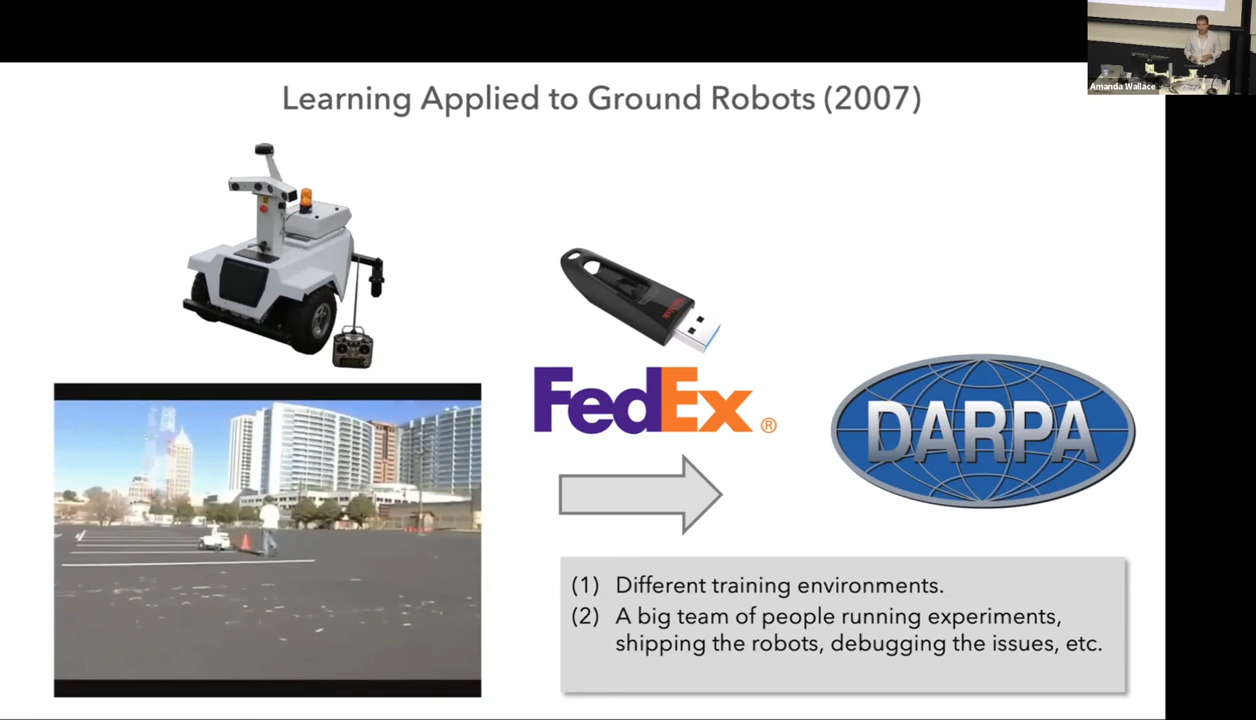 Amanda Wallace
Learning Applied to Ground Robots (2007)
SanDisk
FedEx®
DARPA
(1) Different training environments.
(2) A big team of people running experiments,
shipping the robots, debugging the issues, etc.